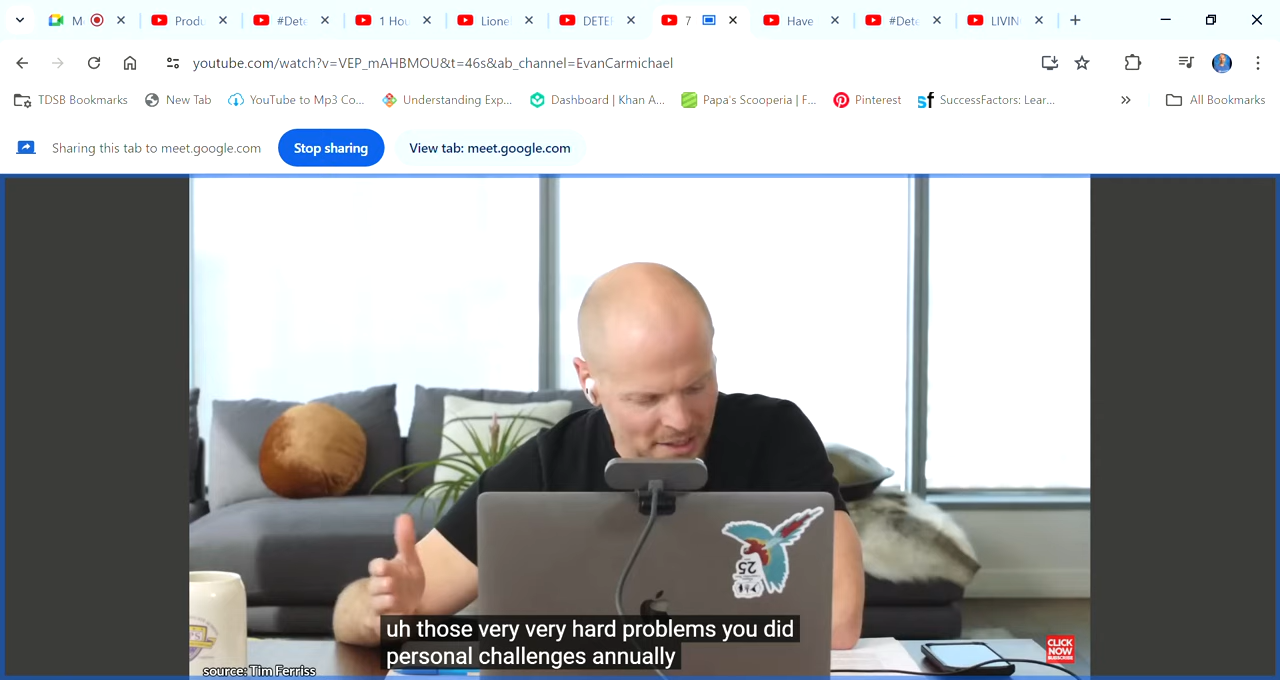 M
Produ
#Dete
1 Hou
Lione
DETER
7
Have
#Dete
LIVIN
youtube.com/watch?v=VEP_mAHBMOU&t=46s&ab_channel=EvanCarmichael
TDSB Bookmarks
New Tab
YouTube to Mp3 Co...
Understanding Exp...
Dashboard | Khan A...
Papa's Scooperia | F...
Pinterest
SuccessFactors: Lear...
All Bookmarks
Sharing this tab to meet.google.com
Stop sharing
View tab: meet.google.com
25
uh those very very hard problems you did
personal challenges annually
CLICK
NOW
SUBSCRIBE
source: Tim Ferriss